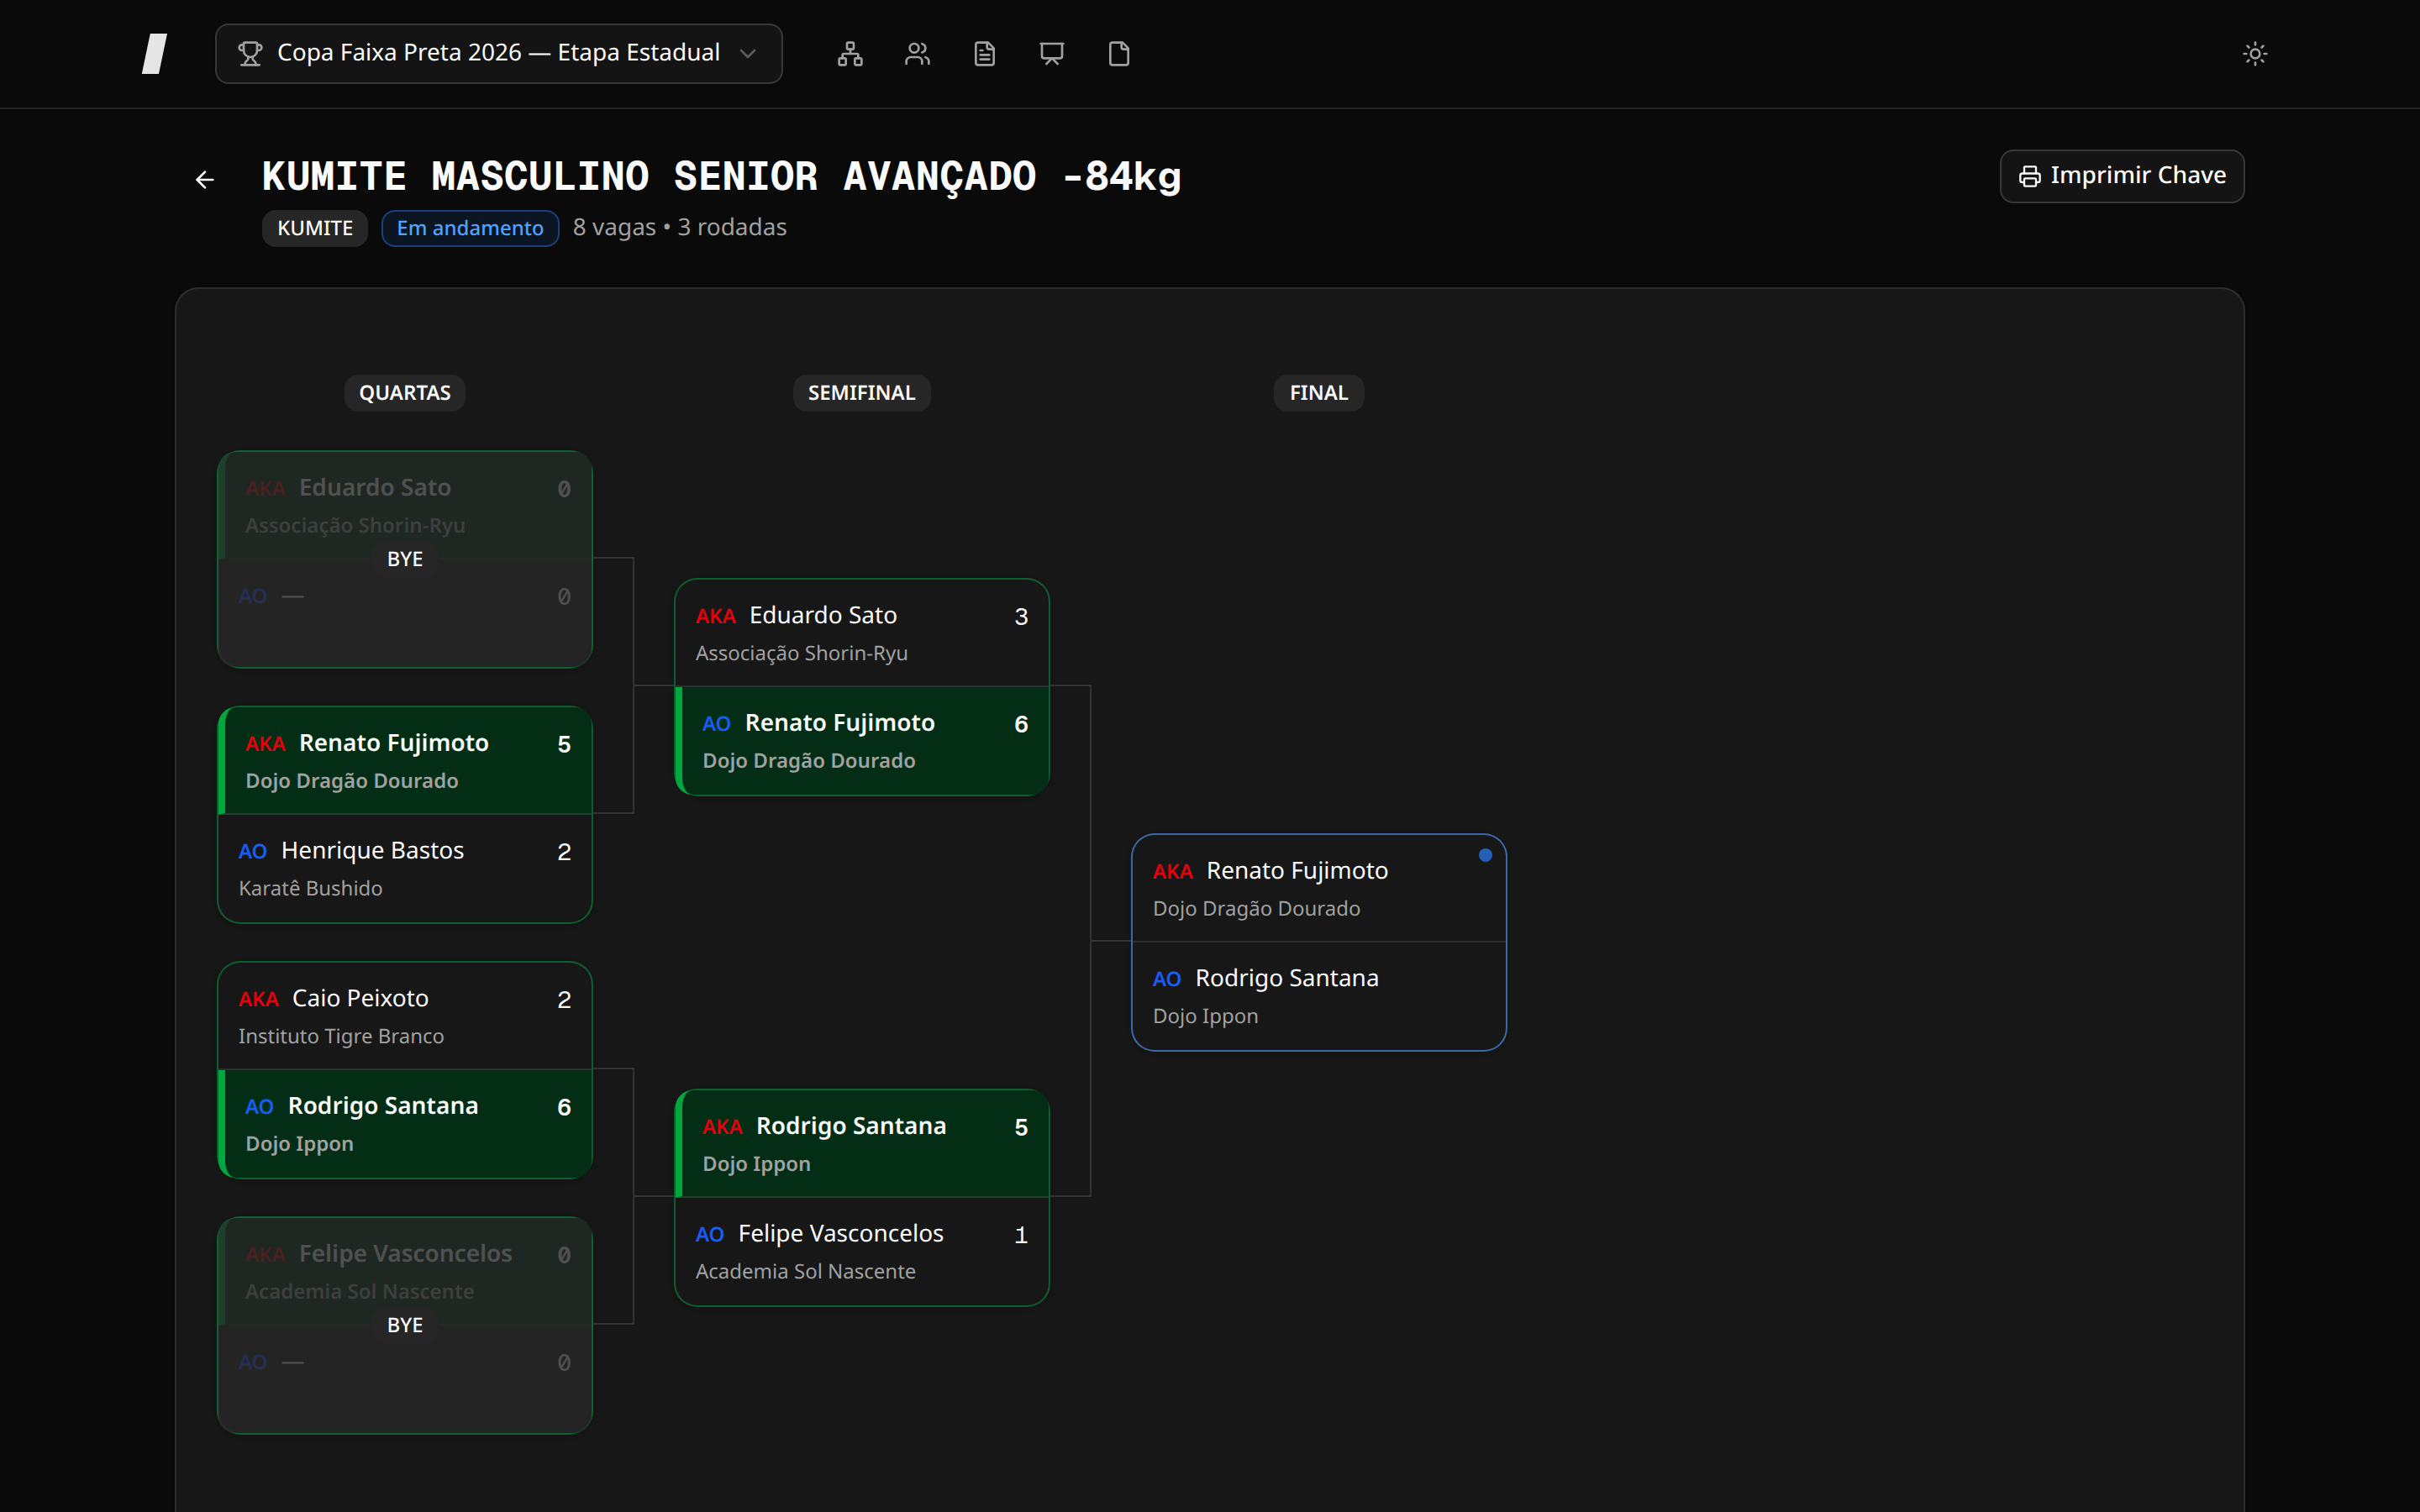 Copa Faixa Preta 2026 — Etapa Estadual
KUMITE MASCULINO SENIOR AVANÇADO -84kg
Imprimir Chave
KUMITE
Em andamento
8 vagas • 3 rodadas
QUARTAS
SEMIFINAL
FINAL
AKA Eduardo Sato 0
Associação Shorin-Ryu
BYE
AO — 0
AKA Renato Fujimoto 5
Dojo Dragão Dourado
AO Henrique Bastos 2
Karatê Bushido
AKA Caio Peixoto 2
Instituto Tigre Branco
AO Rodrigo Santana 6
Dojo Ippon
AKA Felipe Vasconcelos 0
Academia Sol Nascente
BYE
AO — 0
AKA Eduardo Sato 3
Associação Shorin-Ryu
AO Renato Fujimoto 6
Dojo Dragão Dourado
AKA Rodrigo Santana 5
Dojo Ippon
AO Felipe Vasconcelos 1
Academia Sol Nascente
AKA Renato Fujimoto
Dojo Dragão Dourado
AO Rodrigo Santana
Dojo Ippon